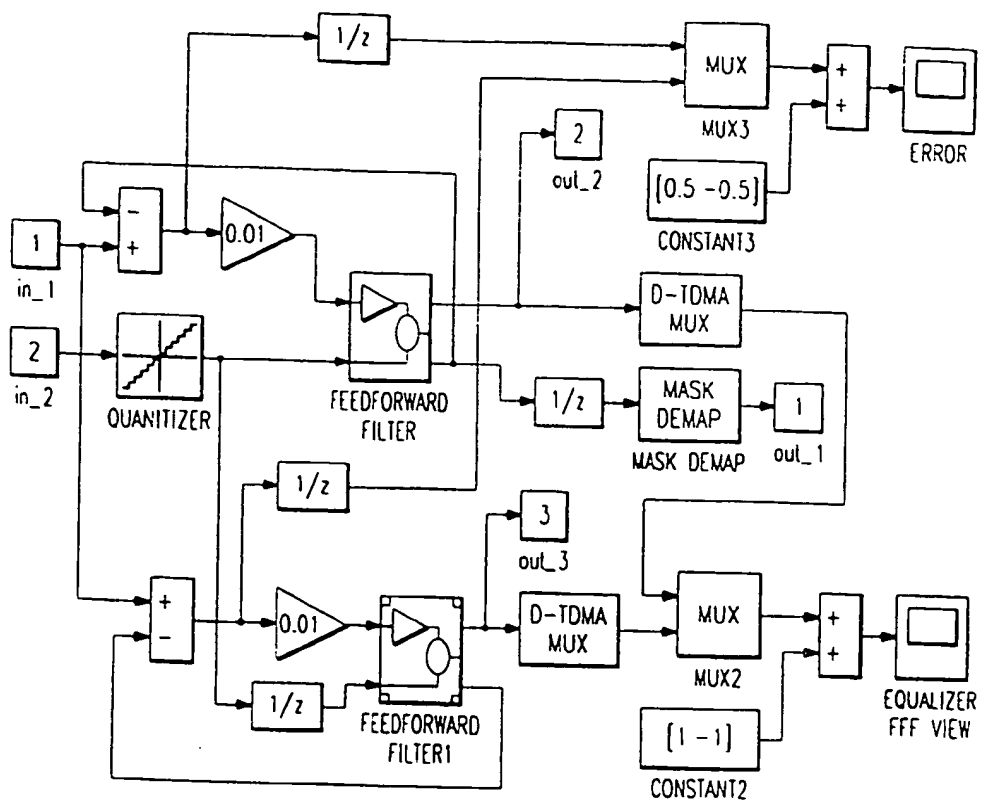 1/z
MUX
MUX3
+
+
ERROR
2
out_2
[0.5 -0.5]
CONSTANT3
-
+
0.01
1
in_1
2
in_2
QUANITIZER
FEEDFORWARD
FILTER
D-TDMA
MUX
1/z
MASK
DEMAP
MASK DEMAP
1
out_1
1/z
3
out_3
+
-
0.01
1/z
FEEDFORWARD
FILTER1
D-TDMA
MUX
MUX
MUX2
+
+
EQUALIZER
FFF VIEW
[1 -1]
CONSTANT2